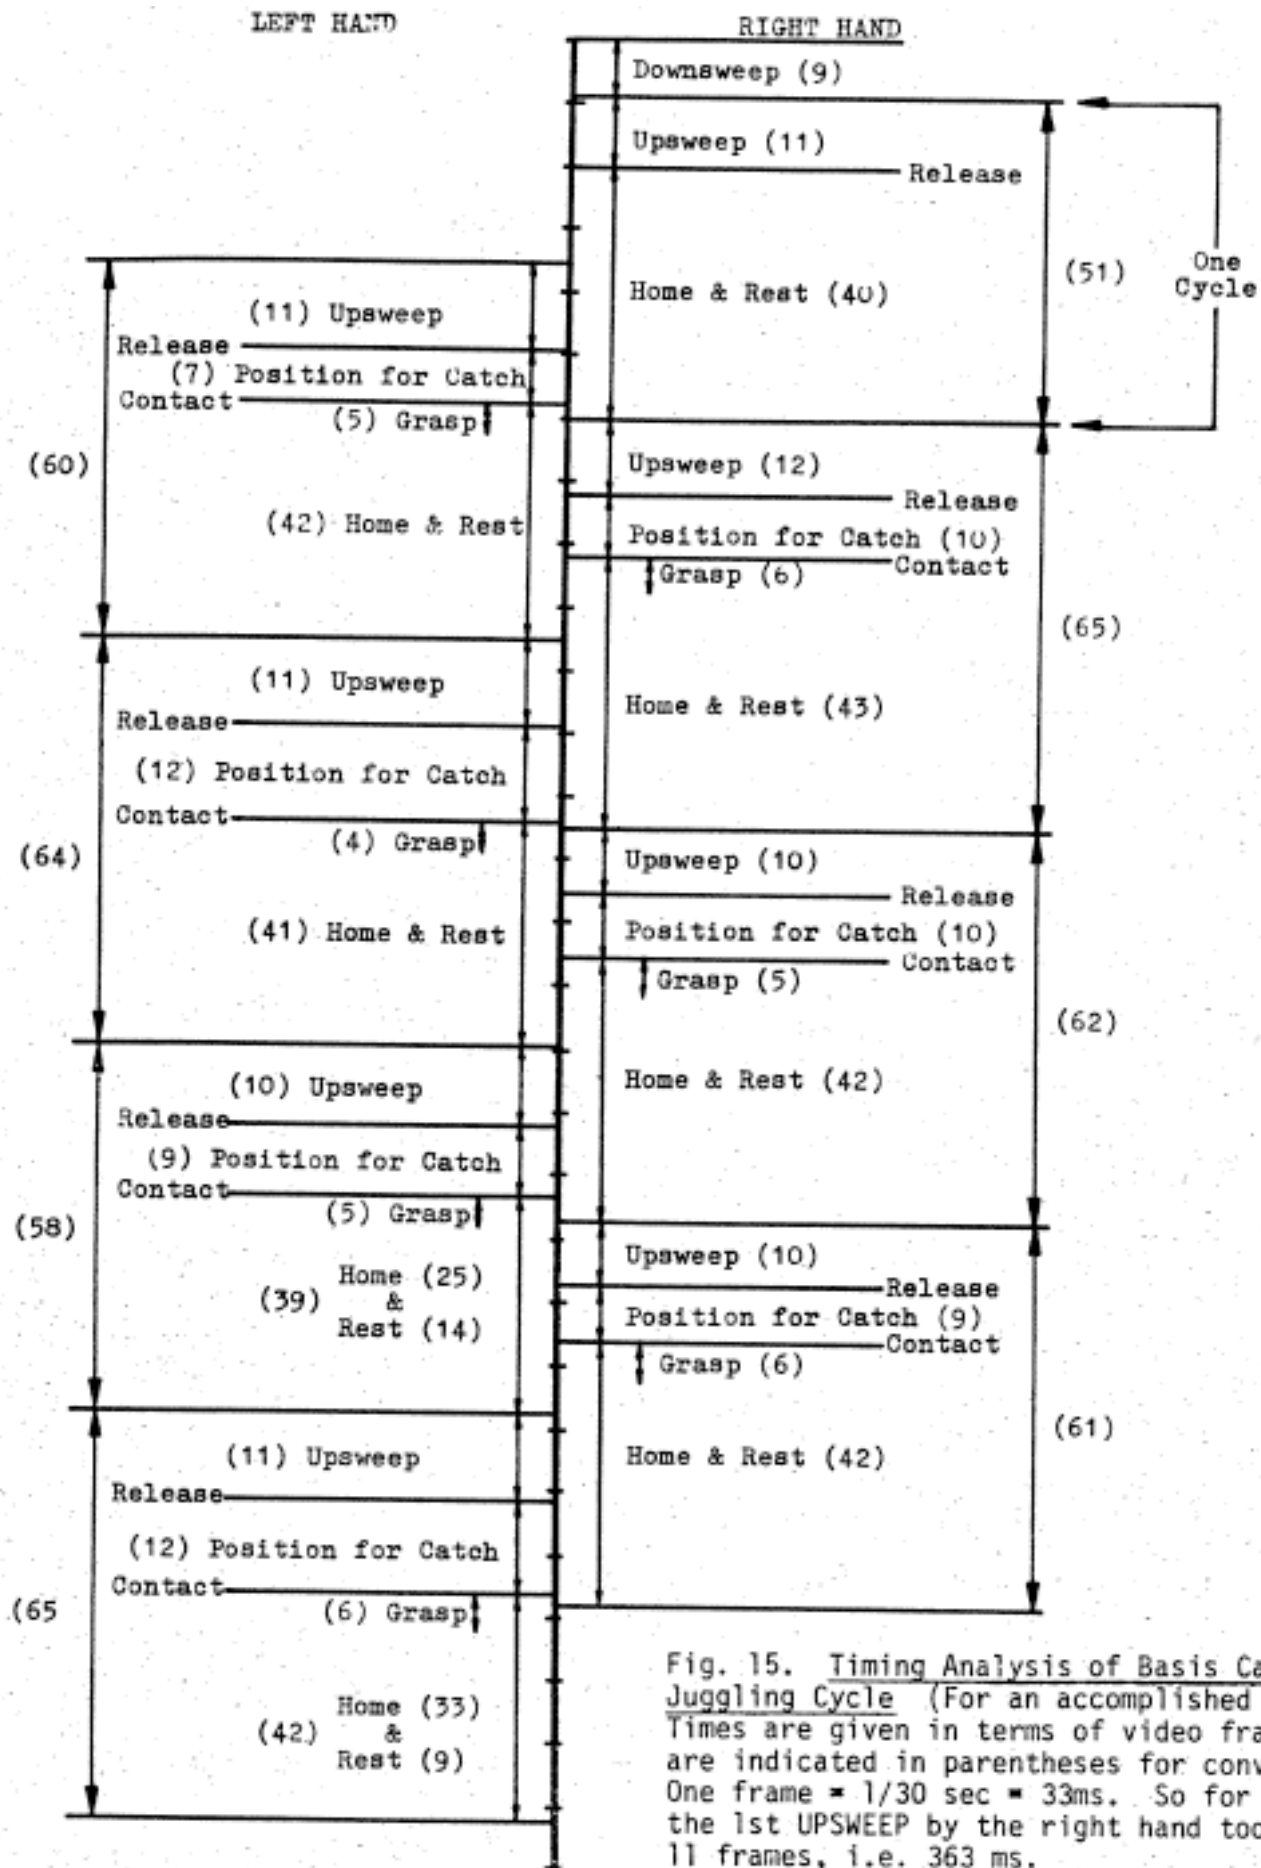 LEFT HAND
RIGHT HAND
Downsweep (9)
Upsweep (11)
Release
Home & Rest (40)
(51)
One
Cycle
(11) Upsweep
Release
(7) Position for Catch
Contact
(5) Grasp
(60)
(42) Home & Rest
Upsweep (12)
Release
Position for Catch (10)
Contact
Grasp (6)
(65)
Home & Rest (43)
(11) Upsweep
Release
(12) Position for Catch
Contact
(4) Grasp
(64)
(41) Home & Rest
Upsweep (10)
Release
Position for Catch (10)
Contact
Grasp (5)
(62)
Home & Rest (42)
(10) Upsweep
Release
(9) Position for Catch
Contact
(5) Grasp
(58)
Home (25)
(39) &
Rest (14)
Upsweep (10)
Release
Position for Catch (9)
Contact
Grasp (6)
(61)
Home & Rest (42)
(11) Upsweep
Release
(12) Position for Catch
Contact
(6) Grasp
(65
Home (33)
(42) &
Rest (9)
Fig. 15. Timing Analysis of Basis Ca
Juggling Cycle (For an accomplished
Times are given in terms of video fra
are indicated in parentheses for conv
One frame = 1/30 sec = 33ms. So for
the 1st UPSWEEP by the right hand too
11 frames, i.e. 363 ms.